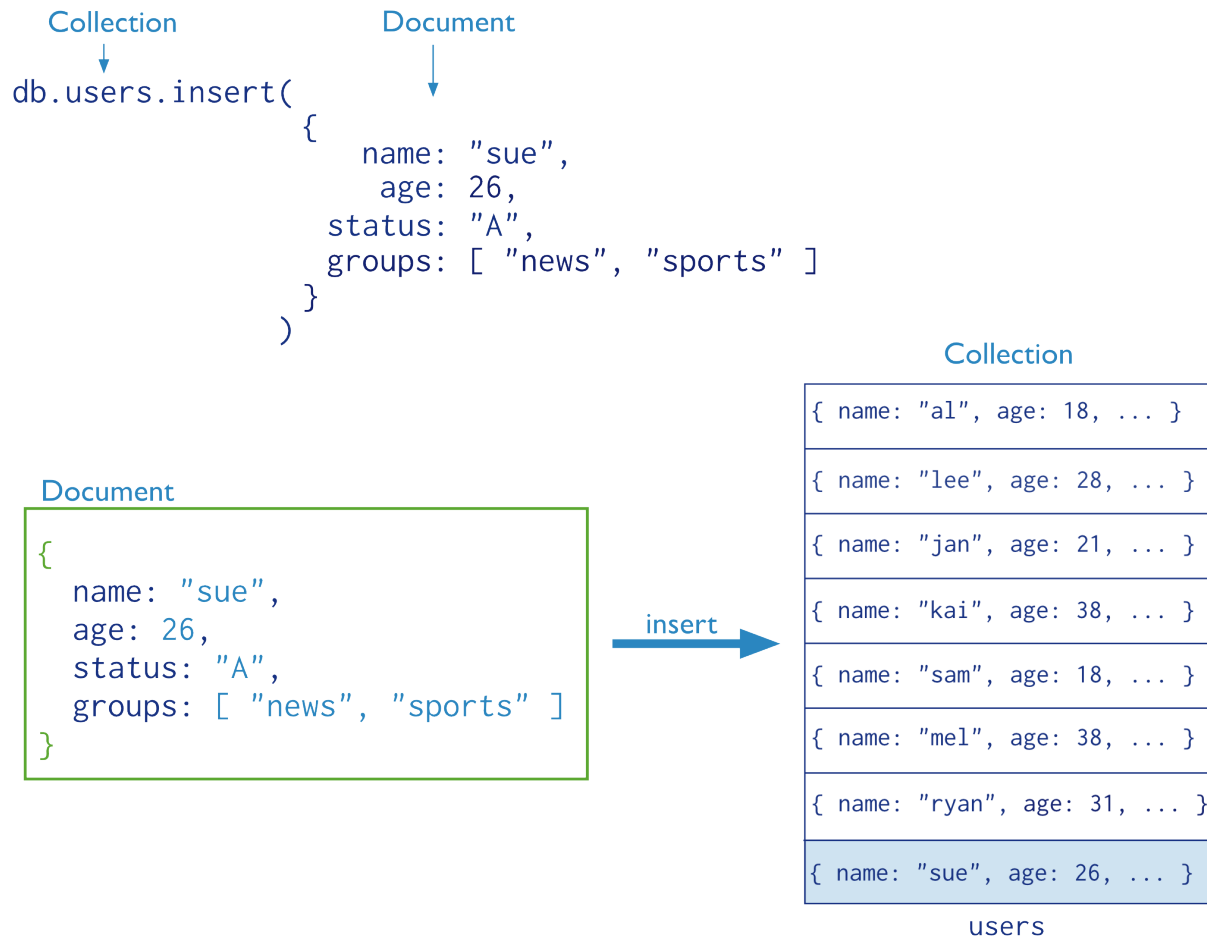 Collection Document
db.users.insert(
{
name: "sue",
age: 26,
status: "A",
groups: [ "news", "sports" ]
}
)
Document
{
name: "sue",
age: 26,
status: "A",
groups: [ "news", "sports" ]
}
insert
Collection
{ name: "al", age: 18, ... }
{ name: "lee", age: 28, ... }
{ name: "jan", age: 21, ... }
{ name: "kai", age: 38, ... }
{ name: "sam", age: 18, ... }
{ name: "mel", age: 38, ... }
{ name: "ryan", age: 31, ... }
{ name: "sue", age: 26, ... }
users